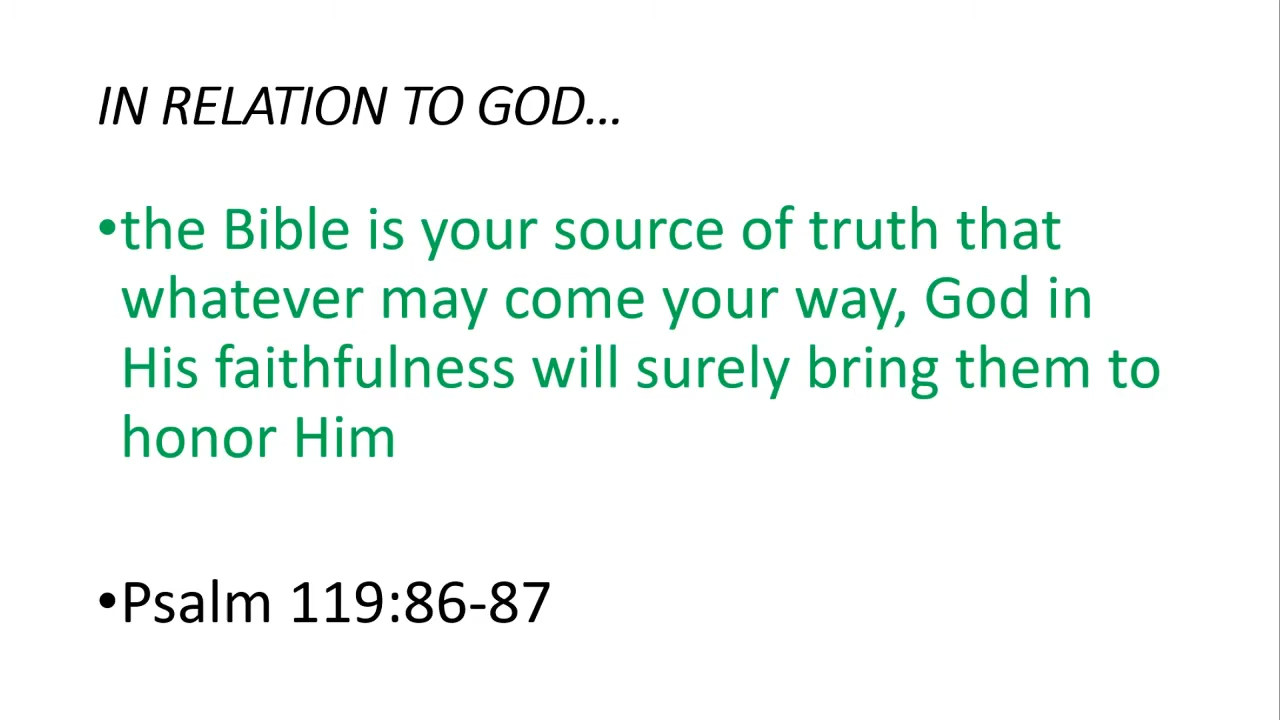 IN RELATION TO GOD…
•the Bible is your source of truth that
whatever may come your way, God in
His faithfulness will surely bring them to
honor Him
•Psalm 119:86-87